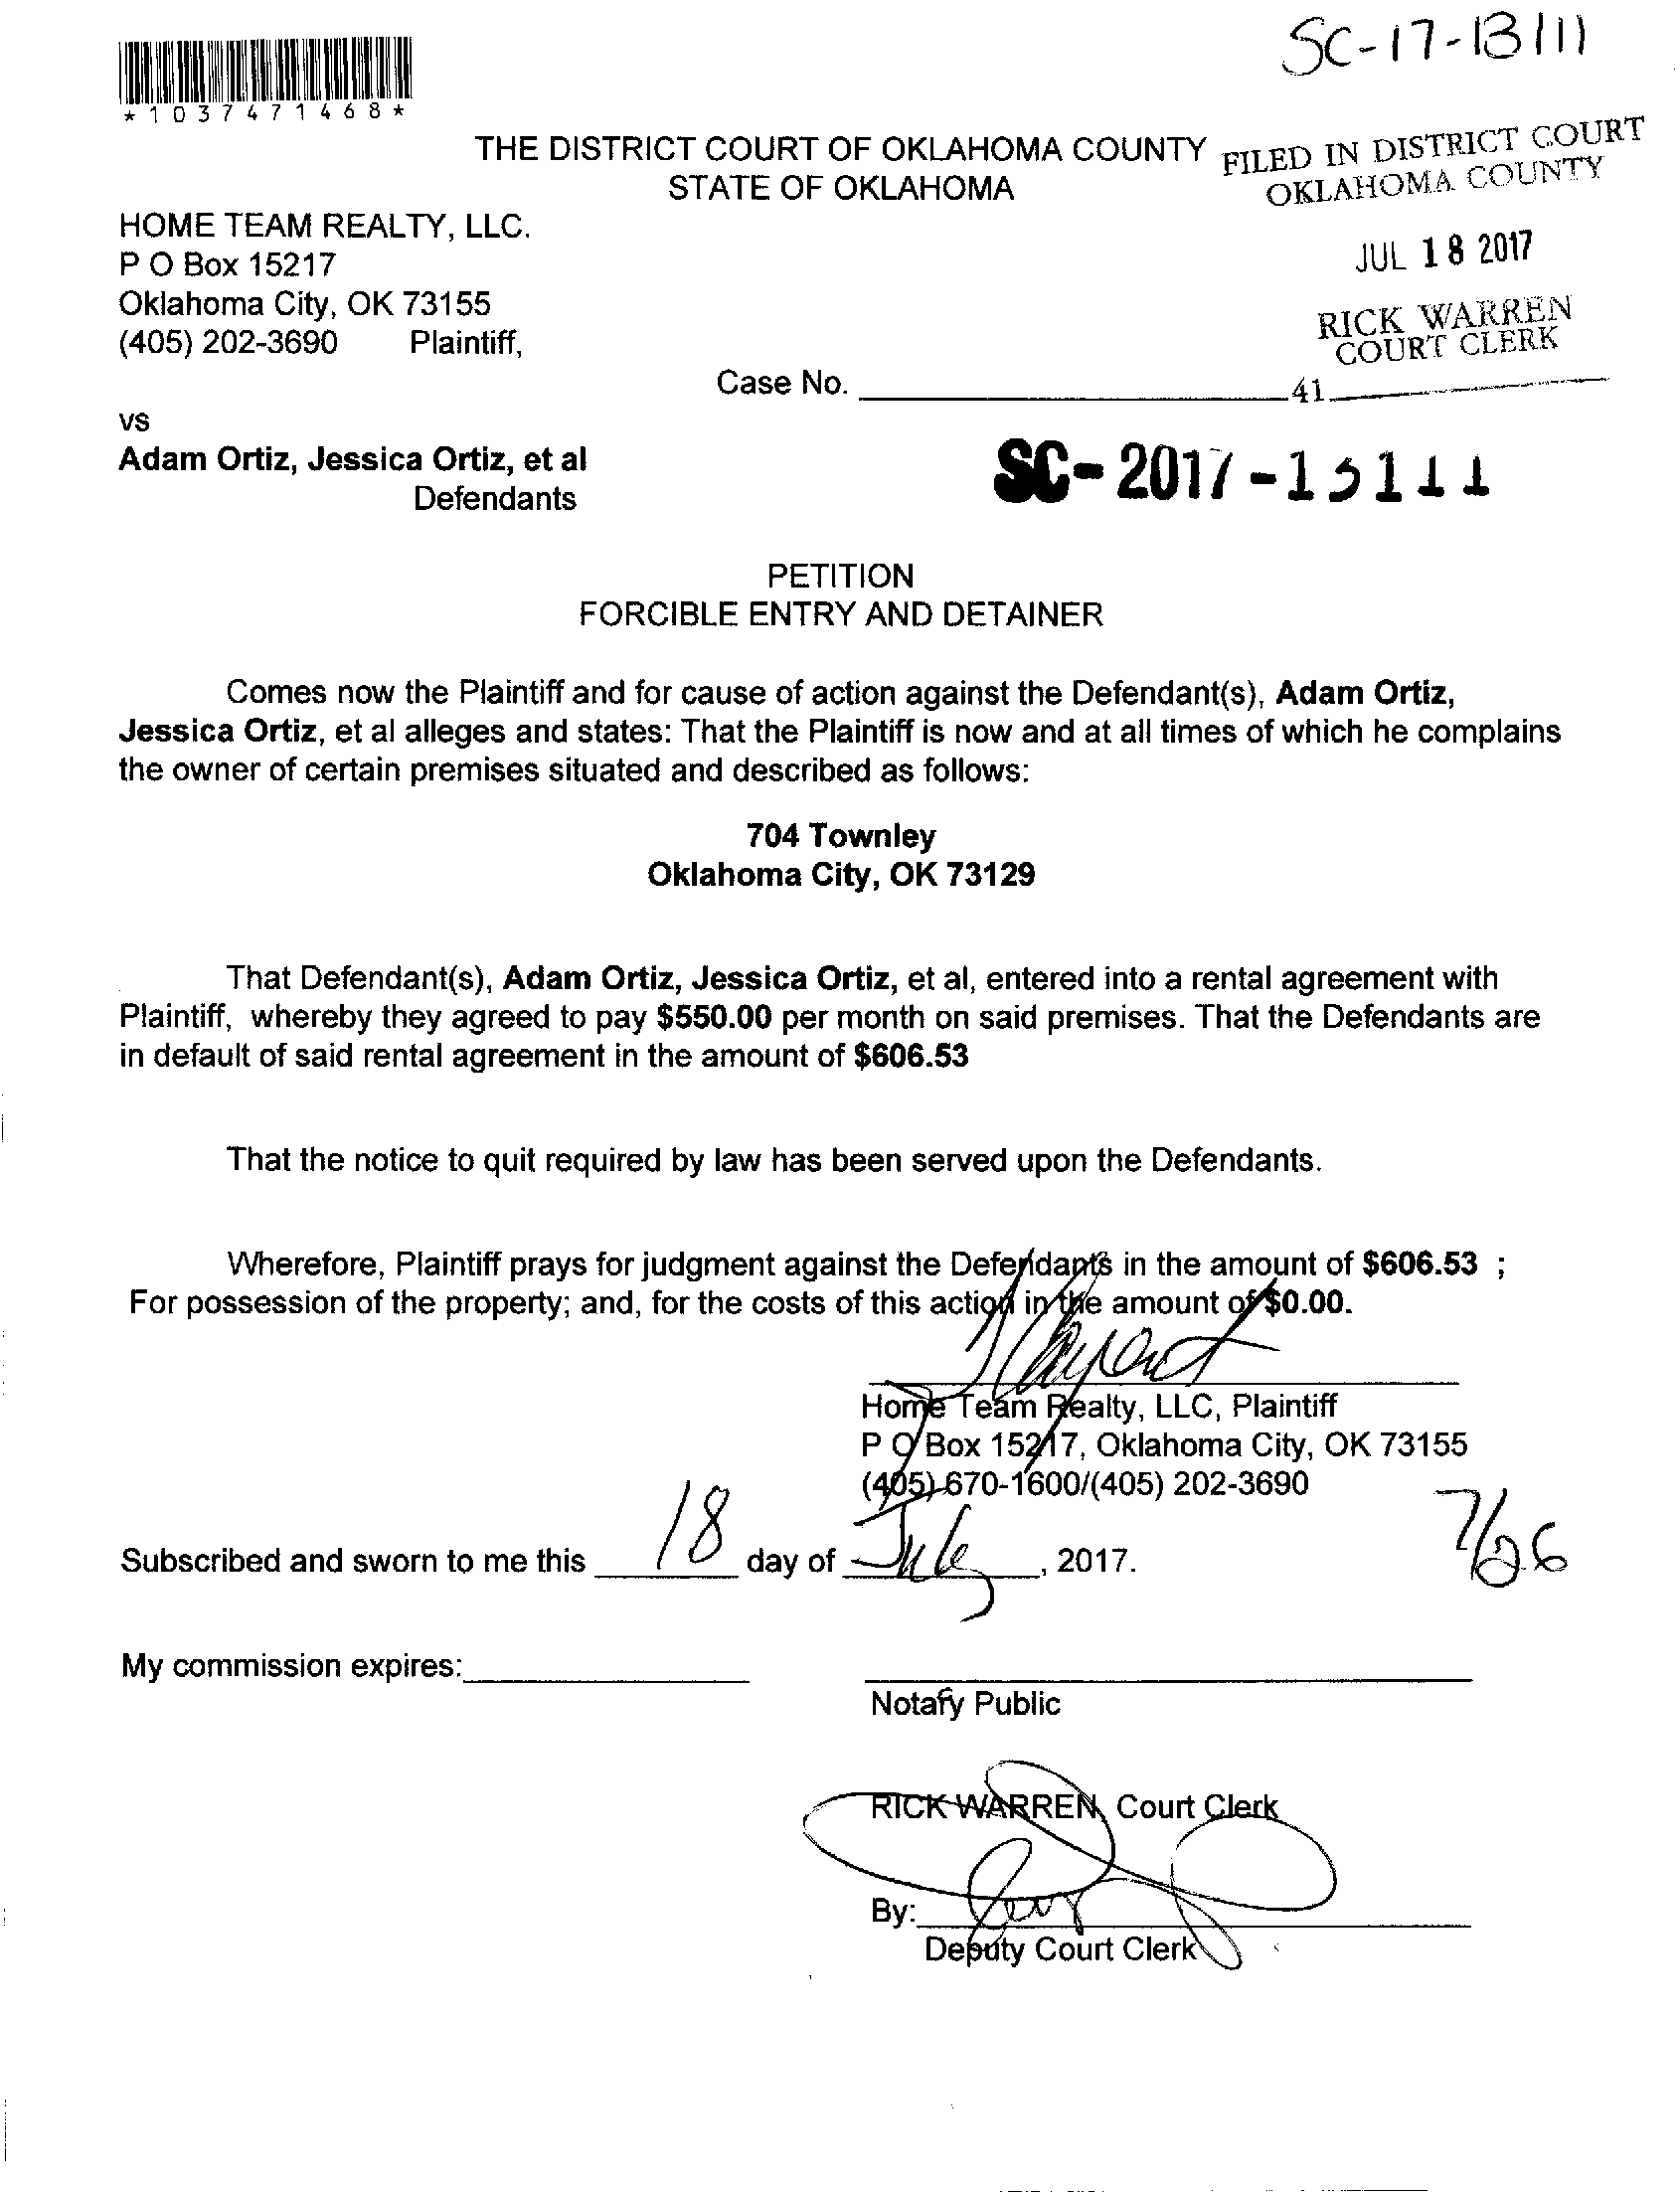 SC-17-13111
*1037471468*
THE DISTRICT COURT OF OKLAHOMA COUNTY
STATE OF OKLAHOMA
FILED IN DISTRICT COURT
OKLAHOMA COUNTY
JUL 18 2017
RICK WARREN
COURT CLERK
41
HOME TEAM REALTY, LLC.
P O Box 15217
Oklahoma City, OK 73155
(405) 202-3690 Plaintiff,
Case No.
vs
Adam Ortiz, Jessica Ortiz, et al
Defendants
SC-2017-13111
PETITION
FORCIBLE ENTRY AND DETAINER
Comes now the Plaintiff and for cause of action against the Defendant(s), Adam Ortiz,
Jessica Ortiz, et al alleges and states: That the Plaintiff is now and at all times of which he complains
the owner of certain premises situated and described as follows:
704 Townley
Oklahoma City, OK 73129
That Defendant(s), Adam Ortiz, Jessica Ortiz, et al, entered into a rental agreement with
Plaintiff, whereby they agreed to pay $550.00 per month on said premises. That the Defendants are
in default of said rental agreement in the amount of $606.53
That the notice to quit required by law has been served upon the Defendants.
Wherefore, Plaintiff prays for judgment against the Defendants in the amount of $606.53 ;
For possession of the property; and, for the costs of this action in the amount of $0.00.
Home Team Realty, LLC, Plaintiff
P O Box 15217, Oklahoma City, OK 73155
(405) 670-1600/(405) 202-3690
Subscribed and sworn to me this 18 day of July, 2017.
7/26
My commission expires:
Notary Public
RICK WARREN, Court Clerk
By:
Deputy Court Clerk